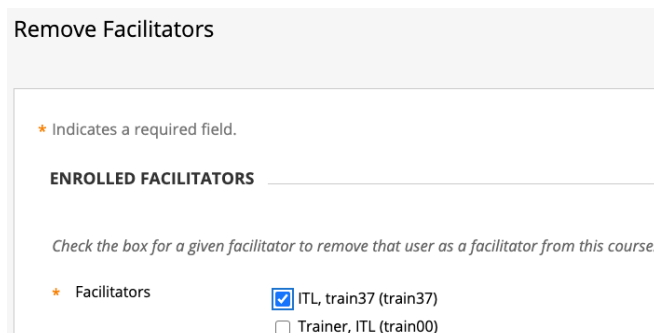 Remove Facilitators
* Indicates a required field.
ENROLLED FACILITATORS
Check the box for a given facilitator to remove that user as a facilitator from this course.
* Facilitators
ITL, train37 (train37)
Trainer, ITL (train00)